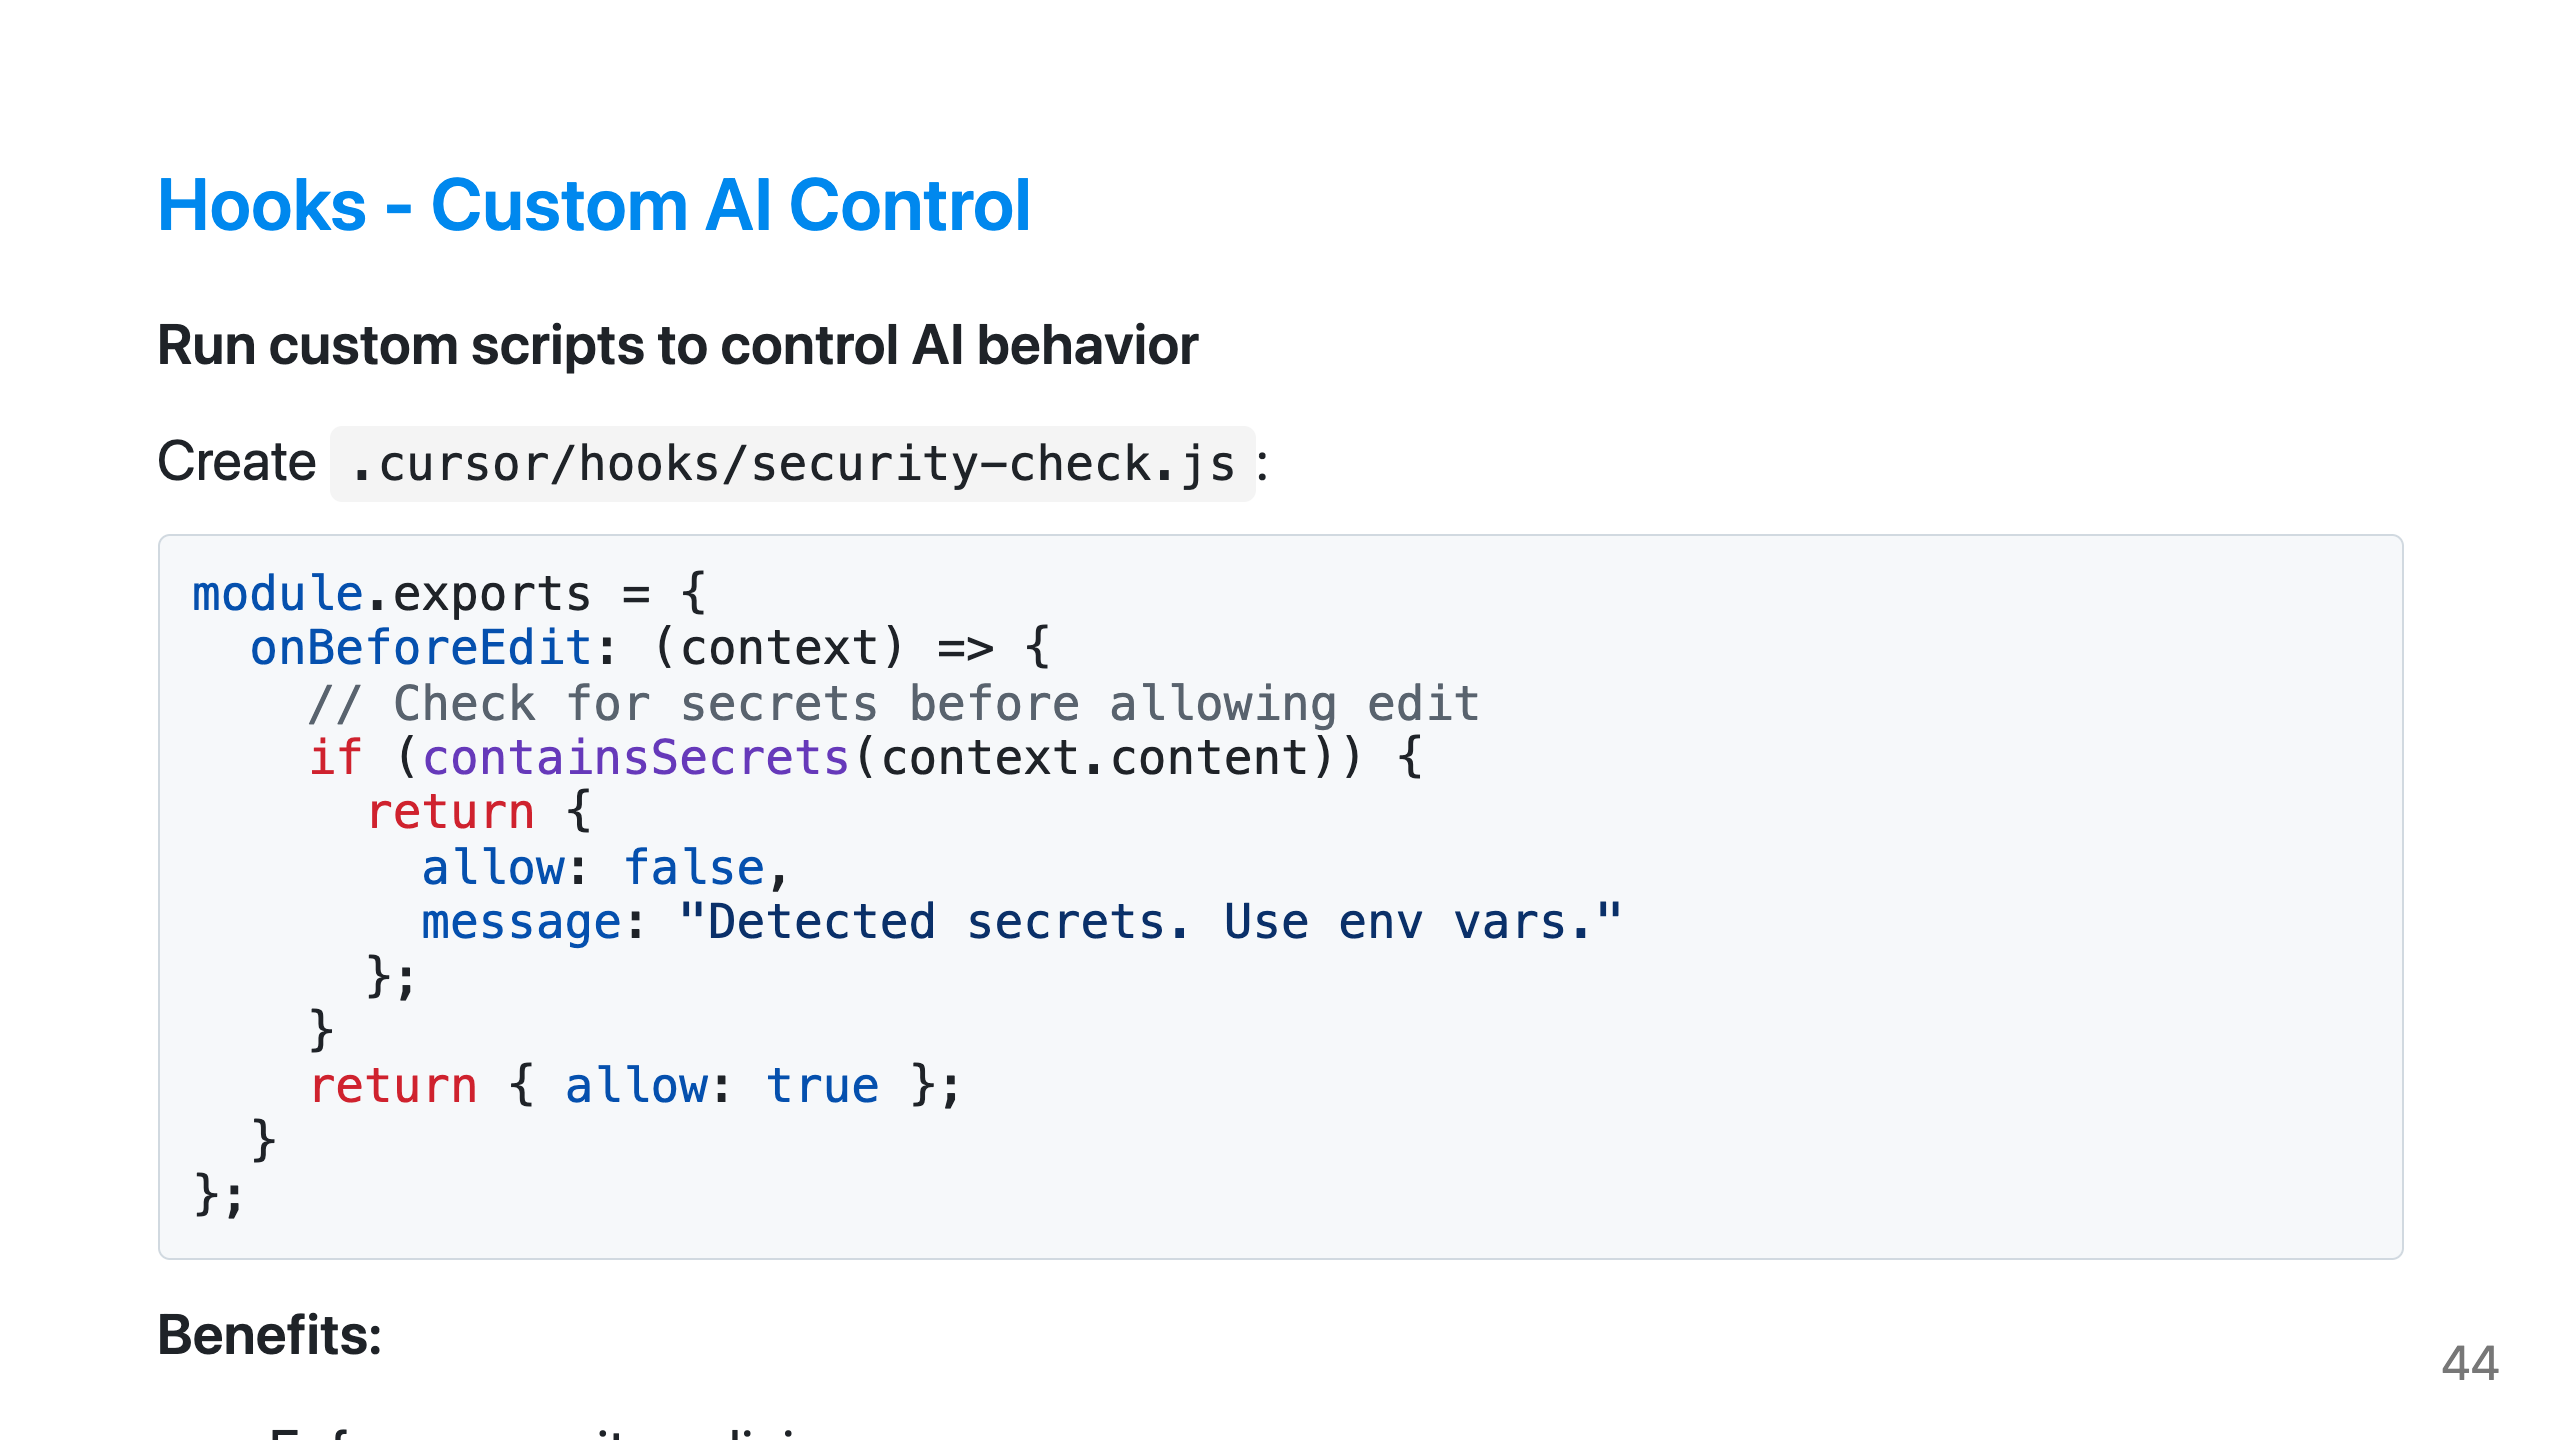 Hooks - Custom AI Control
Run custom scripts to control AI behavior
Create .cursor/hooks/security-check.js:
module.exports = {
  onBeforeEdit: (context) => {
    // Check for secrets before allowing edit
    if (containsSecrets(context.content)) {
      return {
        allow: false,
        message: "Detected secrets. Use env vars."
      };
    }
    return { allow: true };
  }
};
Benefits:
44